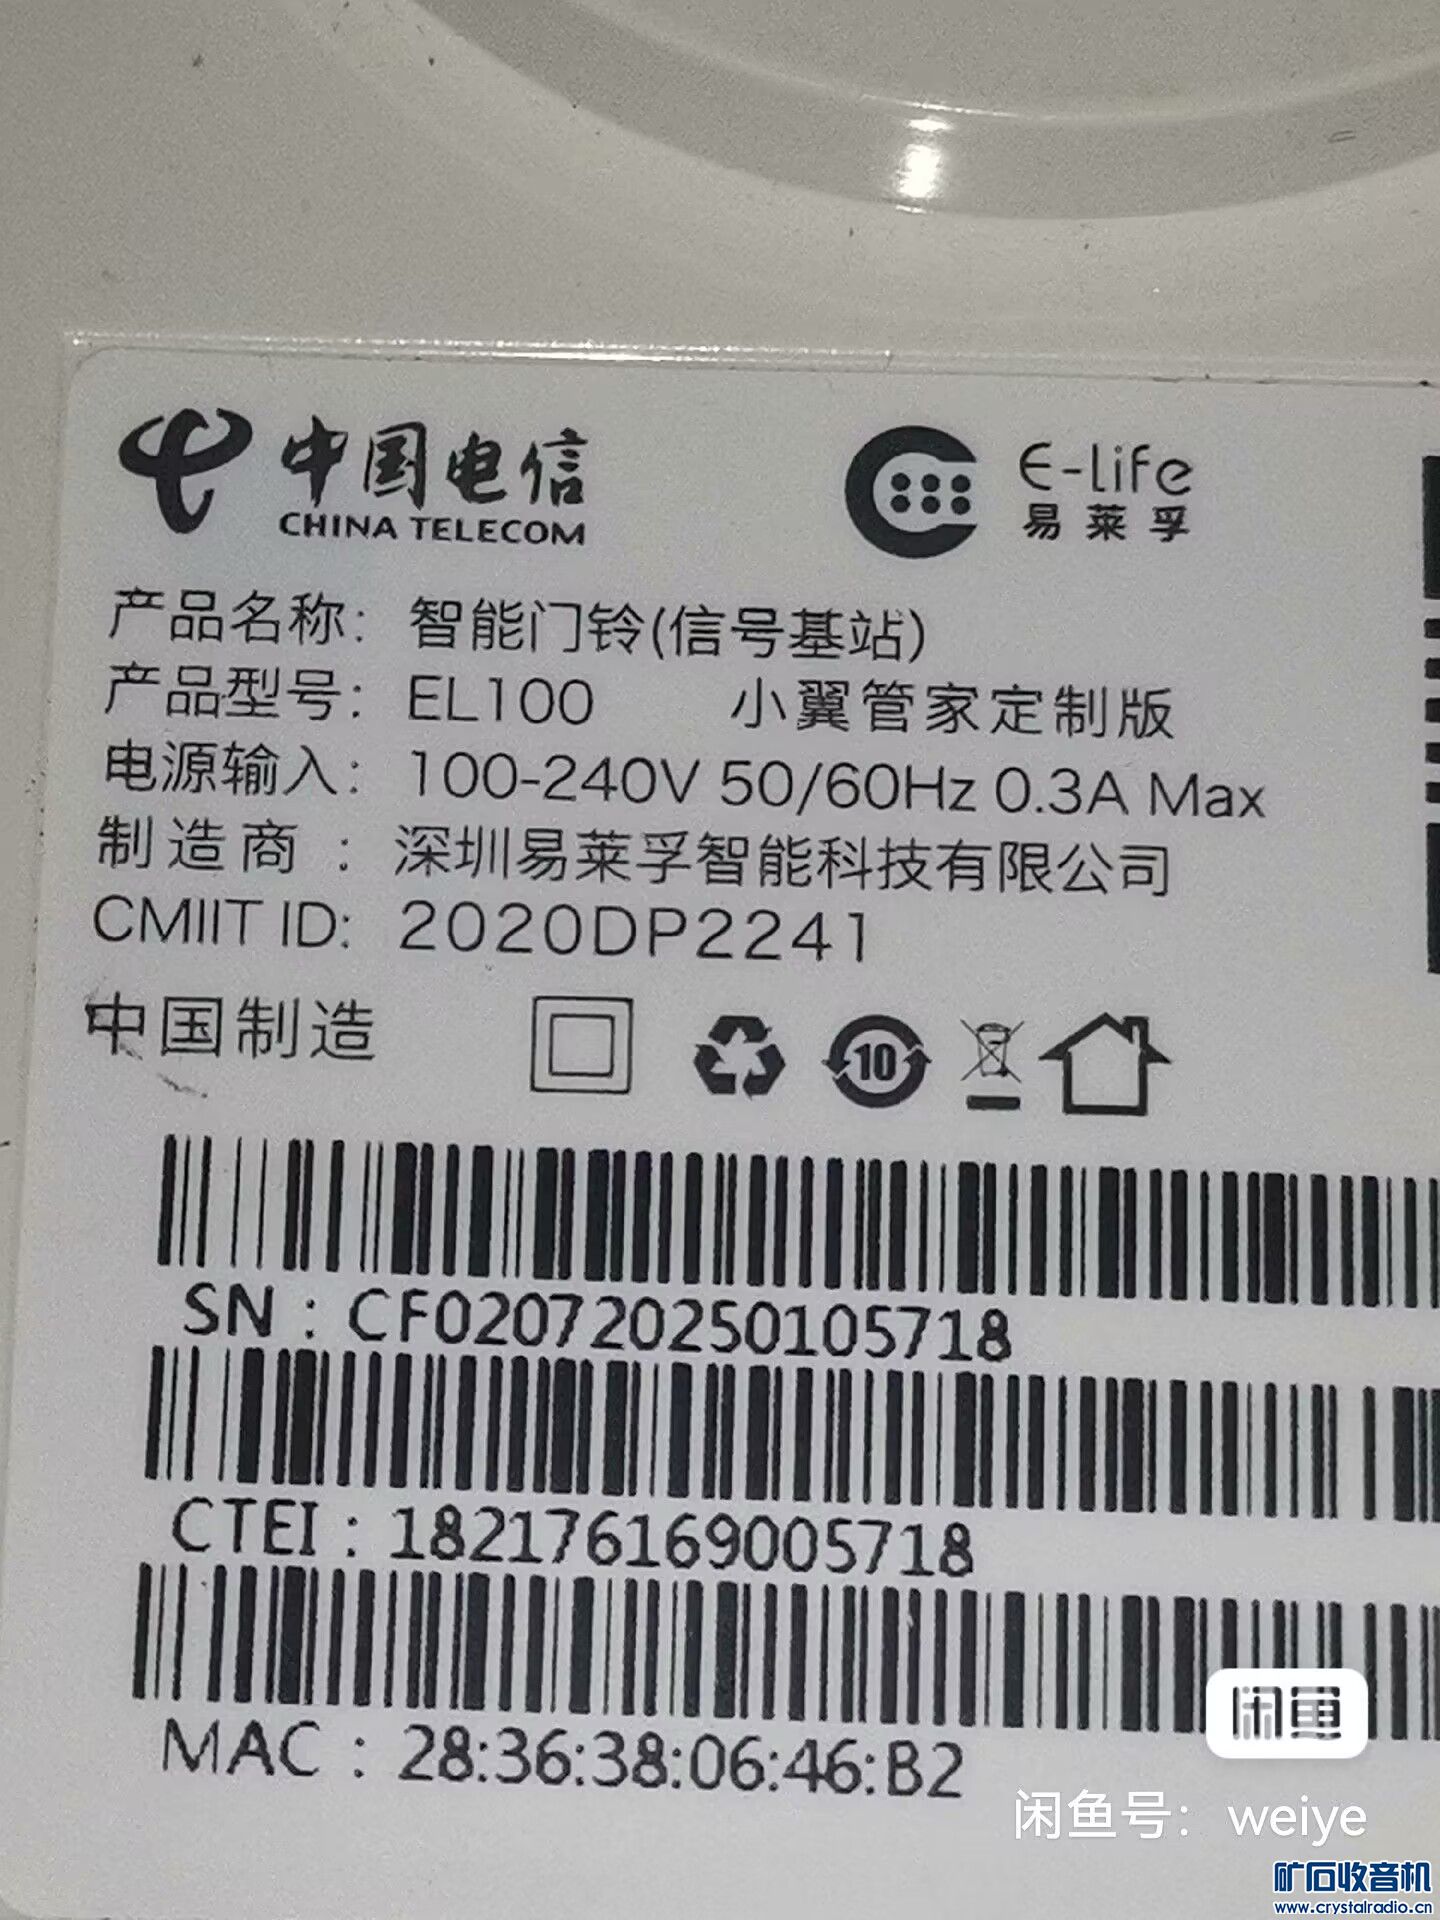 中国电信
CHINA TELECOM
E-Life
易莱孚
产品名称： 智能门铃(信号基站)
产品型号： EL100 小翼管家定制版
电源输入： 100-240V 50/60Hz 0.3A Max
制造商 ： 深圳易莱孚智能科技有限公司
CMIIT ID: 2020DP2241
中国制造
10
SN : CF020720250105718
CTEI : 182176169005718
MAC : 28:36:38:06:46:B2
闲鱼
闲鱼号：weiye
矿石收音机
www.crystalradio.cn